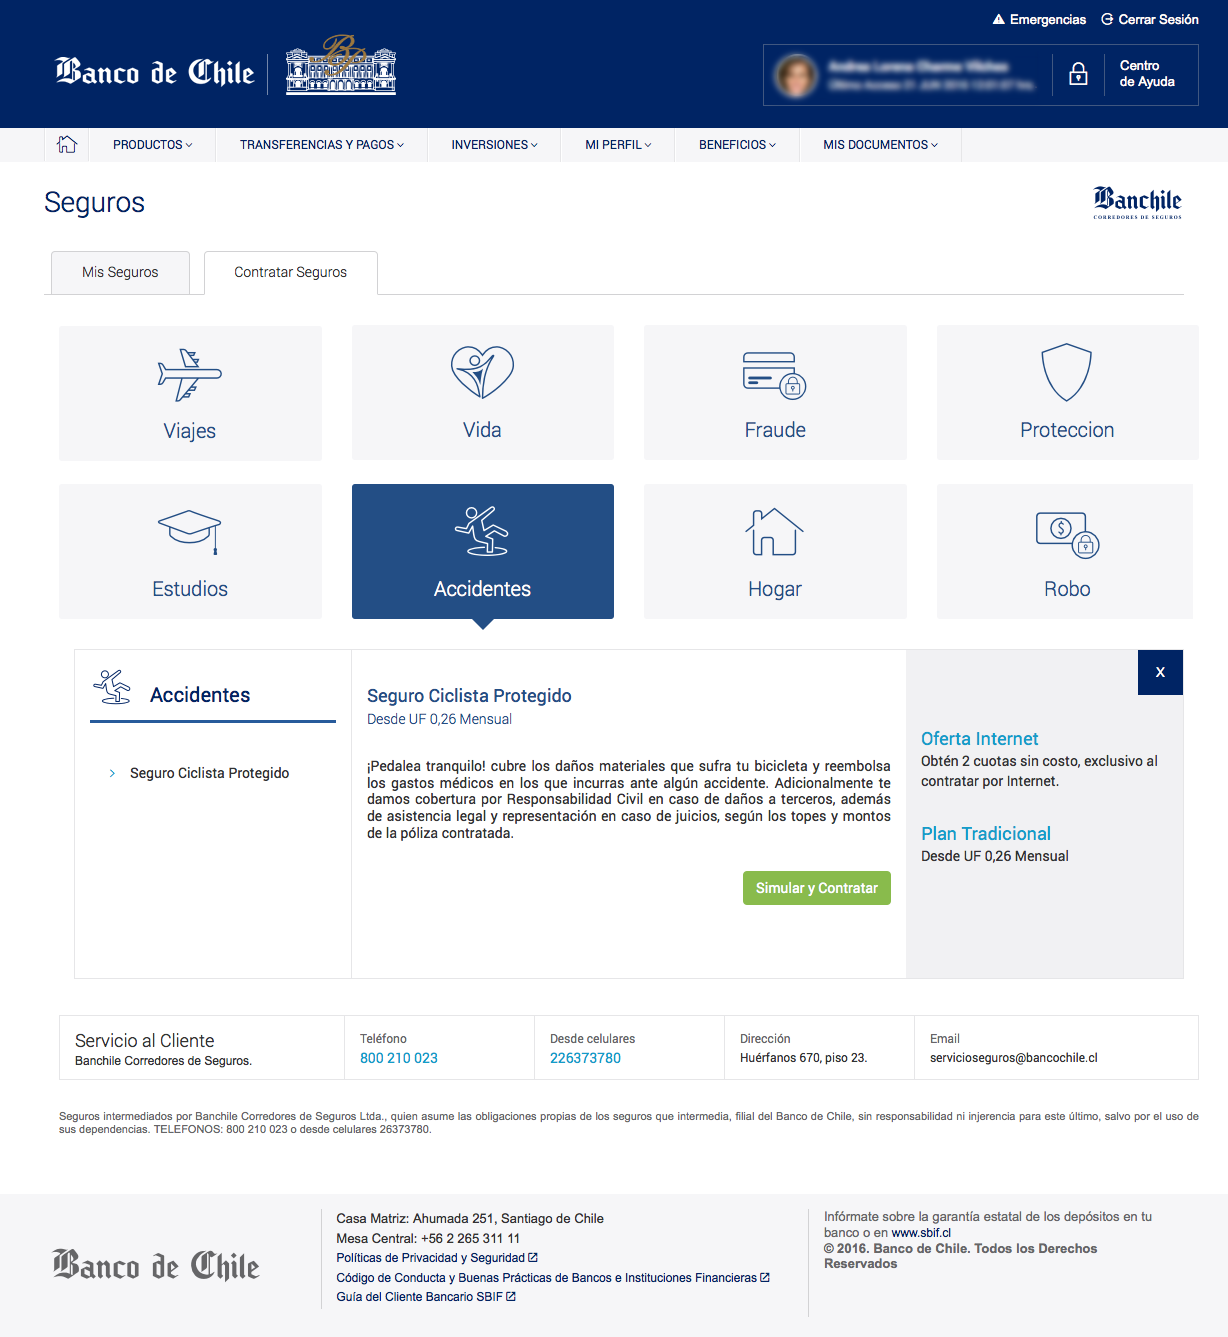 Emergencias
Cerrar Sesión
Banco de Chile
Centro
de Ayuda
PRODUCTOS
TRANSFERENCIAS Y PAGOS
INVERSIONES
MI PERFIL
BENEFICIOS
MIS DOCUMENTOS
Seguros
Banchile
CORREDORES DE SEGUROS
Mis Seguros
Contratar Seguros
Viajes
Vida
Fraude
Proteccion
Estudios
Accidentes
Hogar
$
Robo
Accidentes
Seguro Ciclista Protegido
Seguro Ciclista Protegido
Desde UF 0,26 Mensual
¡Pedalea tranquilo! cubre los daños materiales que sufra tu bicicleta y reembolsa
los gastos médicos en los que incurras ante algún accidente. Adicionalmente te
damos cobertura por Responsabilidad Civil en caso de daños a terceros, además
de asistencia legal y representación en caso de juicios, según los topes y montos
de la póliza contratada.
Simular y Contratar
X
Oferta Internet
Obtén 2 cuotas sin costo, exclusivo al
contratar por Internet.
Plan Tradicional
Desde UF 0,26 Mensual
Servicio al Cliente
Banchile Corredores de Seguros.
Teléfono
800 210 023
Desde celulares
226373780
Dirección
Huérfanos 670, piso 23.
Email
servicioseguros@bancochile.cl
Seguros intermediados por Banchile Corredores de Seguros Ltda., quien asume las obligaciones propias de los seguros que intermedia, filial del Banco de Chile, sin responsabilidad ni injerencia para este último, salvo por el uso de
sus dependencias. TELEFONOS: 800 210 023 o desde celulares 26373780.
Banco de Chile
Casa Matriz: Ahumada 251, Santiago de Chile
Mesa Central: +56 2 265 311 11
Políticas de Privacidad y Seguridad
Código de Conducta y Buenas Prácticas de Bancos e Instituciones Financieras
Guía del Cliente Bancario SBIF
Infórmate sobre la garantía estatal de los depósitos en tu
banco o en www.sbif.cl
© 2016. Banco de Chile. Todos los Derechos
Reservados